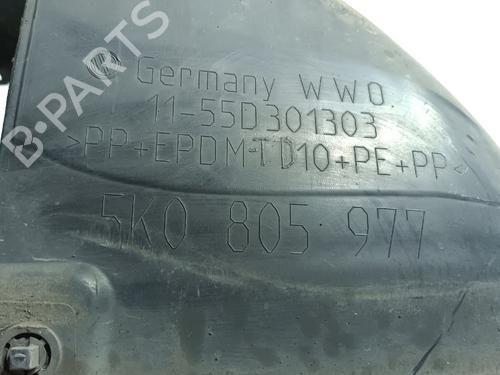 B-PARTS
Germany WWO
11-55D301303
>PP+EPDM-TD10+PE+PP<
5K0 805 977